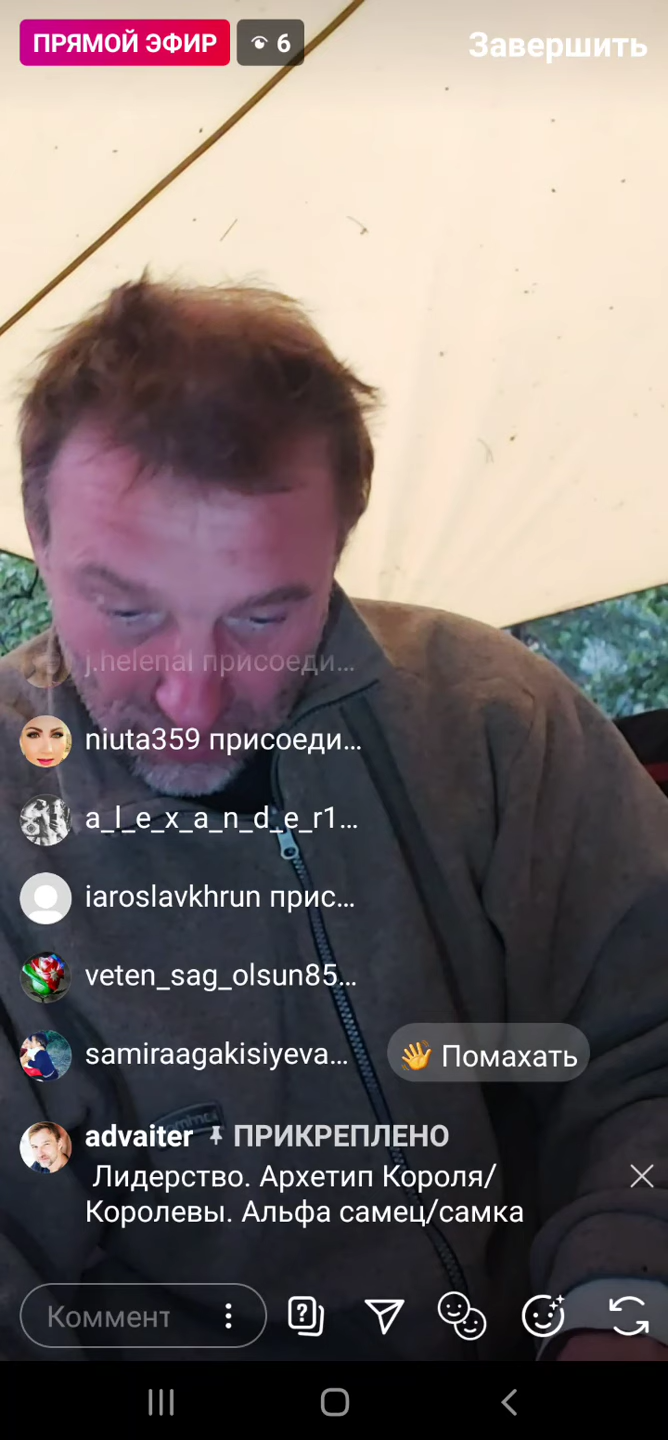 ПРЯМОЙ ЭФИР
6
Завершить
j.helenal присоеди...
niuta359 присоеди...
a_l_e_x_a_n_d_e_r1...
iaroslavkhrun прис...
veten_sag_olsun85...
samiraagakisiyeva...
👋 Помахать
advaiter ПРИКРЕПЛЕНО
Лидерство. Архетип Короля/
Королевы. Альфа самец/самка
Коммент